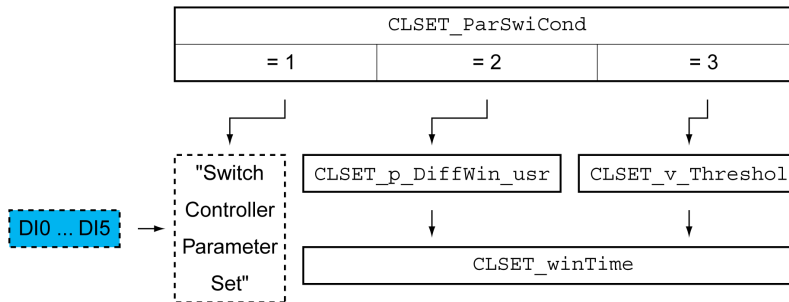 CLSET_ParSwiCond
= 1 = 2 = 3
"Switch Controller Parameter Set"
CLSET_p_DiffWin_usr
CLSET_v_Threshol
DI0 ... DI5
CLSET_winTime